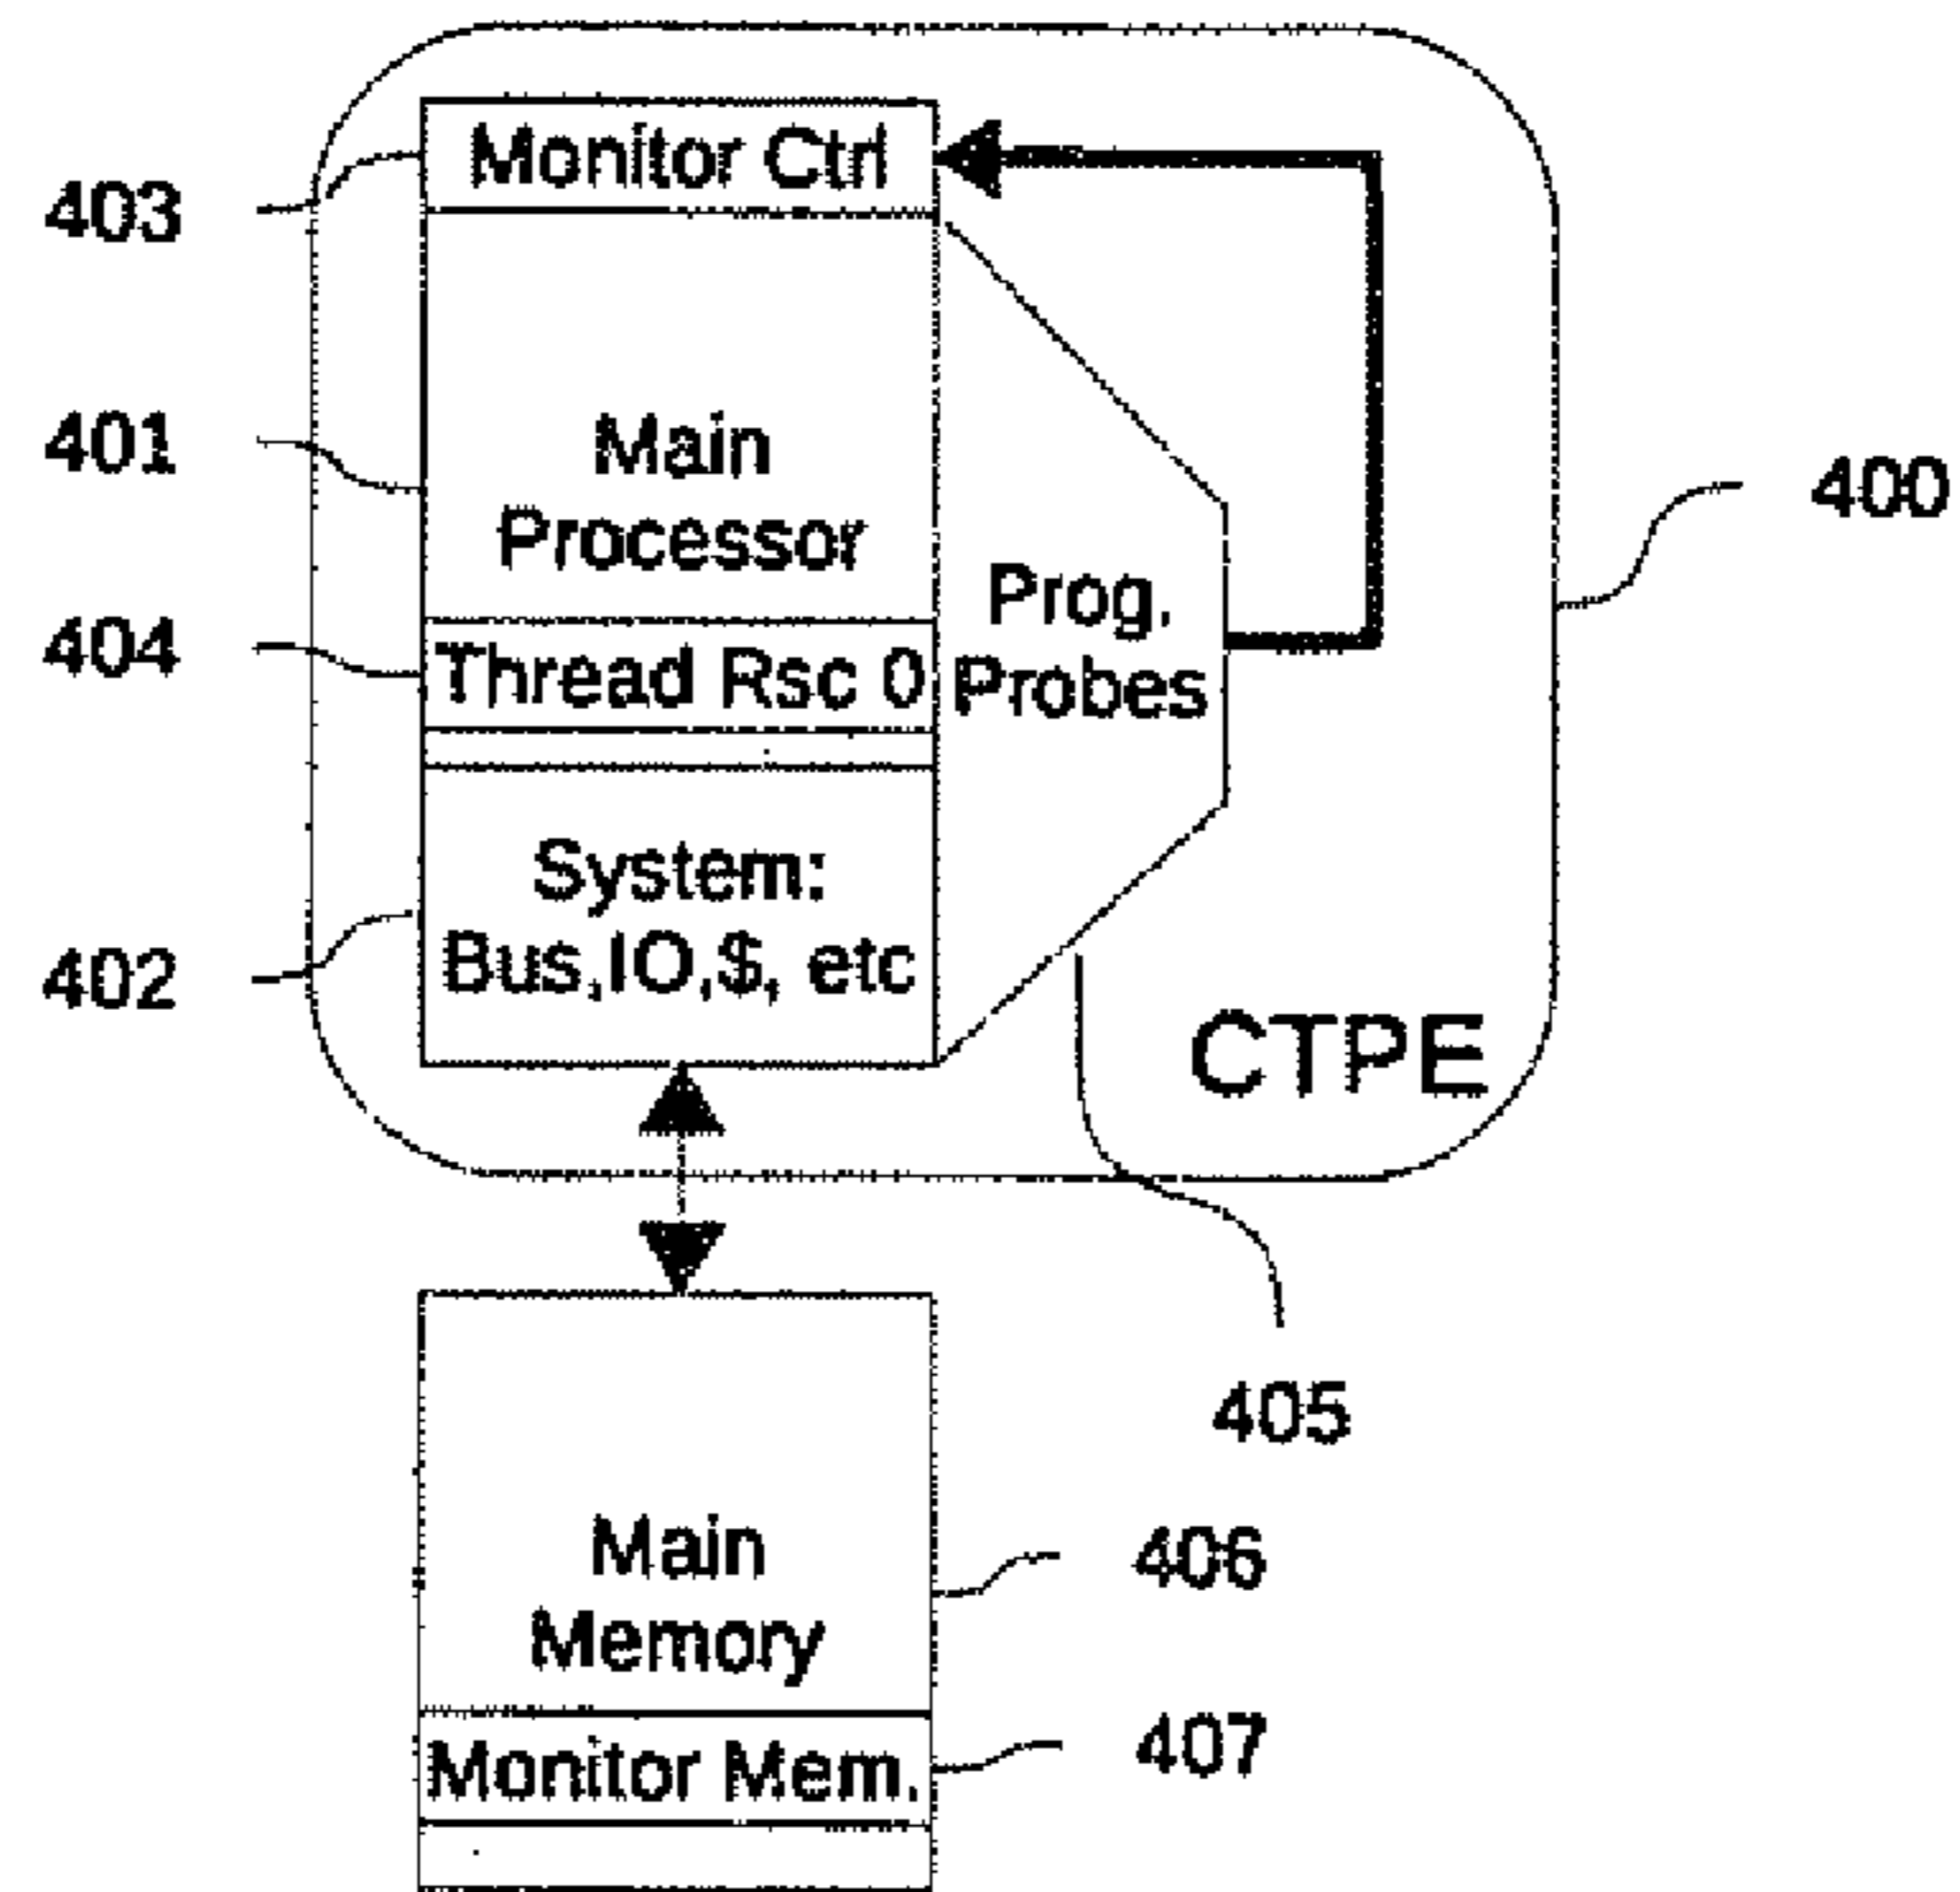 Monitor Ctrl
403
401
Main
Processor
400
404
Thread Rsc 0
Prog.
Probes
System:
Bus,IO,$, etc
402
CTPE
405
Main
Memory
406
Monitor Mem.
407